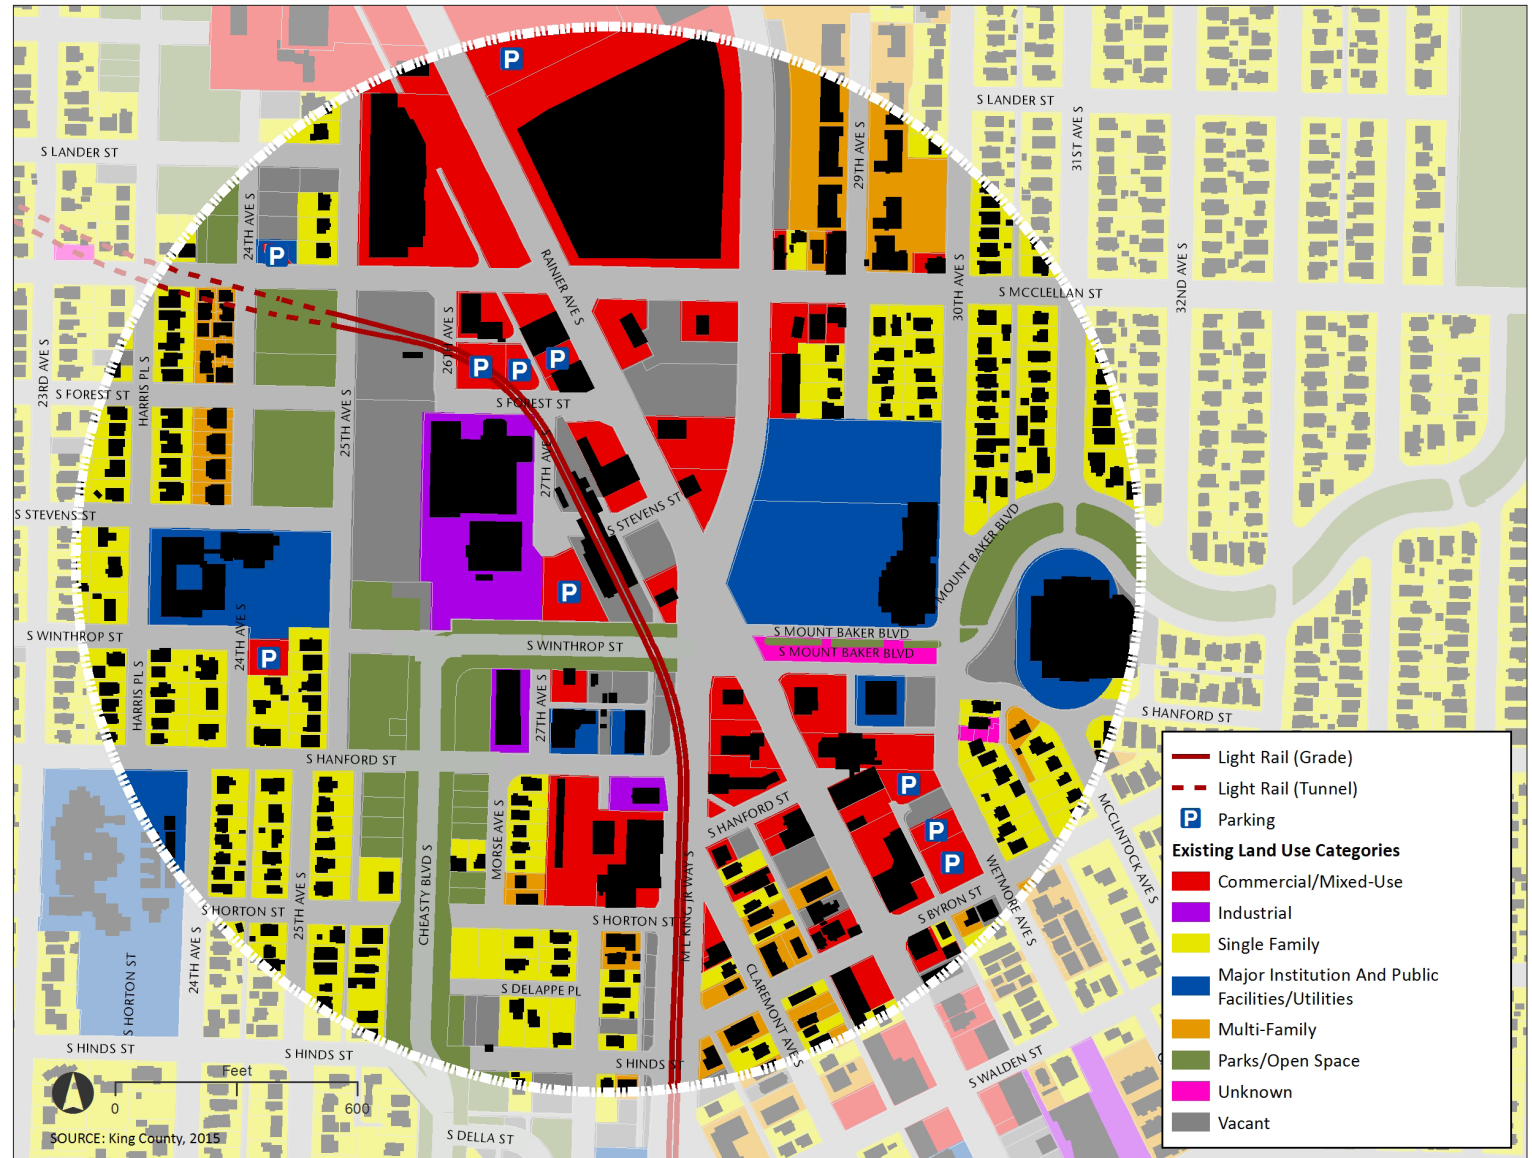 P
S LANDER ST
S LANDER ST
31ST AVE S
29TH AVE S
24TH AVE S
P
RAINIER AVE S
30TH AVE S
32ND AVE S
S MCCLELLAN ST
26TH AVE S
23RD AVE S
HARRIS PL S
P
P
P
S FOREST ST
S FOREST ST
25TH AVE S
27TH AVE S
S STEVENS ST
S STEVENS ST
MOUNT BAKER BLVD
P
24TH AVE S
S WINTHROP ST
S WINTHROP ST
S MOUNT BAKER BLVD
S MOUNT BAKER BLVD
P
HARRIS PL S
27TH AVE S
S HANFORD ST
S HANFORD ST
P
S HANFORD ST
P
P
MCCLINTOCK AVE S
MORSE AVE S
WETMORE AVE S
CHEASTY BLVD S
25TH AVE S
S HORTON ST
S HORTON ST
S BYRON ST
M L KING JR WAY S
24TH AVE S
S HORTON ST
S DELAPPE PL
CLAREMONT AVE S
S HINDS ST
S HINDS ST
S HINDS ST
S WALDEN ST
S DELLA ST
Feet
0
600
SOURCE: King County, 2015
Light Rail (Grade)
Light Rail (Tunnel)
P Parking
Existing Land Use Categories
Commercial/Mixed-Use
Industrial
Single Family
Major Institution And Public
Facilities/Utilities
Multi-Family
Parks/Open Space
Unknown
Vacant